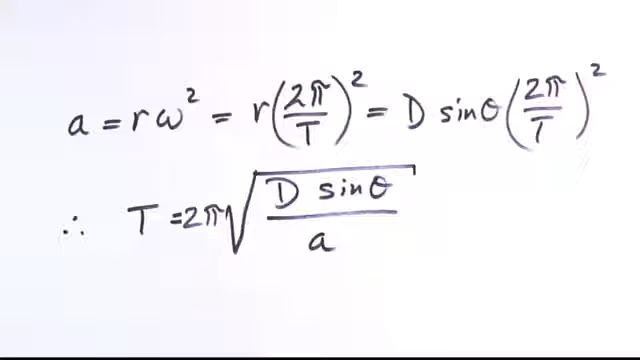 a = rω² = r(2π/T)² = D sinθ(2π/T)²
∴ T = 2π√(D sinθ/a)